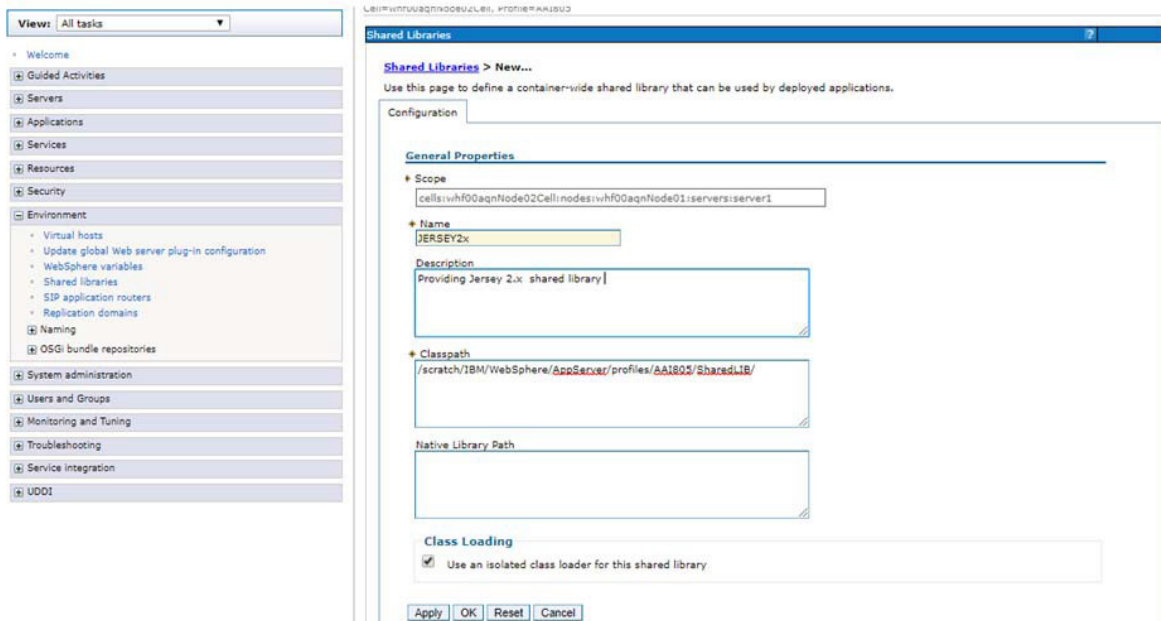 View: All tasks
Welcome
Guided Activities
Servers
Applications
Services
Resources
Security
Environment
Virtual hosts
Update global Web server plug-in configuration
WebSphere variables
Shared libraries
SIP application routers
Replication domains
Naming
OSGi bundle repositories
System administration
Users and Groups
Monitoring and Tuning
Troubleshooting
Service integration
UDDI
Cell=whf00aqnNode02Cell, Profile=AAI805
Shared Libraries ?
Shared Libraries > New...
Use this page to define a container-wide shared library that can be used by deployed applications.
Configuration
General Properties
Scope
cells:whf00aqnNode02Cell:nodes:whf00aqnNode01:servers:server1
Name
JERSEY2x
Description
Providing Jersey 2.x shared library
Classpath
/scratch/IBM/WebSphere/AppServer/profiles/AAI805/SharedLIB/
Native Library Path
Class Loading
Use an isolated class loader for this shared library
Apply OK Reset Cancel